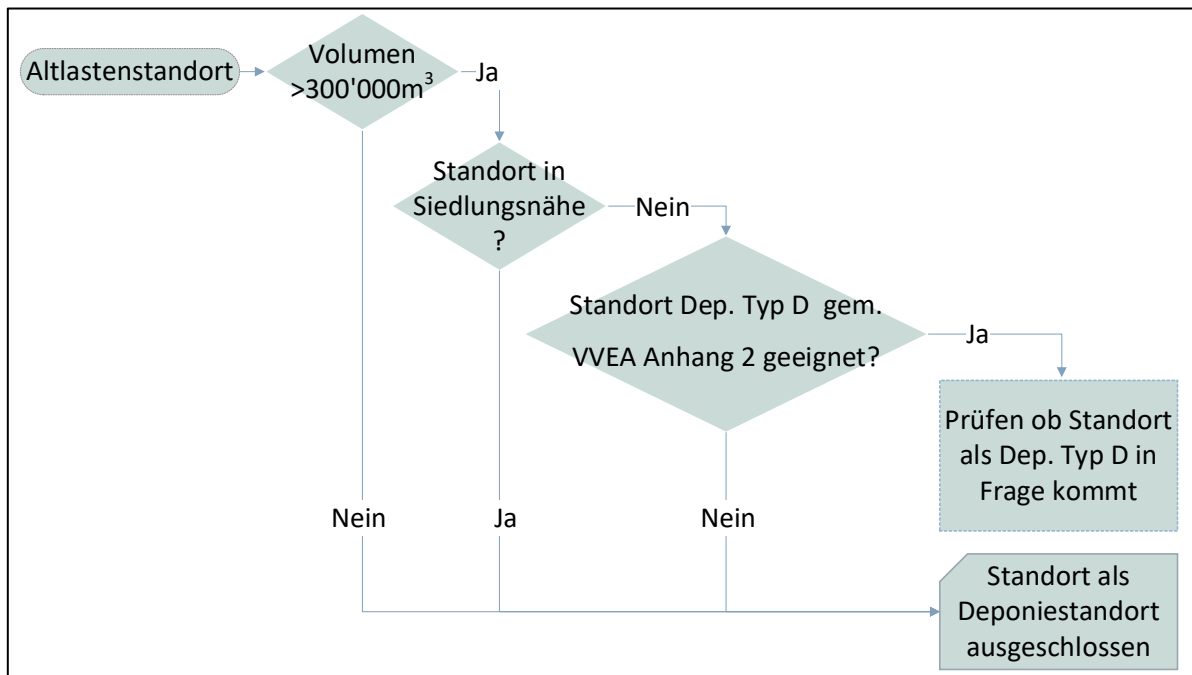 Altlastenstandort
Volumen
>300'000m³
Ja
Standort in
Siedlungsnähe
?
Nein
Standort Dep. Typ D gem.
VVEA Anhang 2 geeignet?
Ja
Prüfen ob Standort
als Dep. Typ D in
Frage kommt
Nein
Ja
Nein
Standort als
Deponiestandort
ausgeschlossen